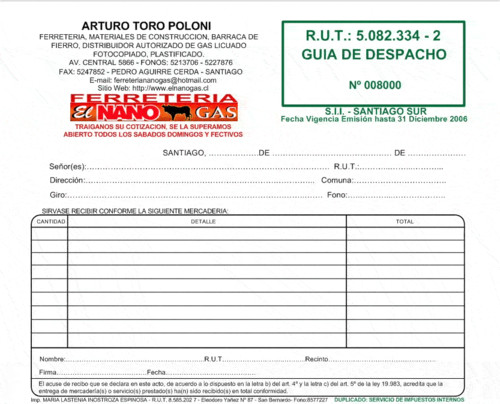 ARTURO TORO POLONI
FERRETERIA, MATERIALES DE CONSTRUCCION, BARRACA DE
FIERRO, DISTRIBUIDOR AUTORIZADO DE GAS LICUADO
FOTOCOPIADO, PLASTIFICADO.
AV. CENTRAL 5866 - FONOS: 5213706 - 5227876
FAX: 5247852 - PEDRO AGUIRRE CERDA - SANTIAGO
E-mail: ferreteriananogas@hotmail.com
Sitio Web: http://www.elnanogas.cl
FERRETERIA
El NANO GAS
TRAIGANOS SU COTIZACION, SE LA SUPERAMOS
ABIERTO TODOS LOS SABADOS DOMINGOS Y FECTIVOS
R.U.T.: 5.082.334 - 2
GUIA DE DESPACHO
Nº 008000
S.I.I. - SANTIAGO SUR
Fecha Vigencia Emisión hasta 31 Diciembre 2006
SANTIAGO, ................DE ........................................ DE ....................
Señor(es):........................................................................ R.U.T.:.........................
Dirección:........................................................................ Comuna:.........................
Giro:........................................................................ Fono:.........................
SIRVASE RECIBIR CONFORME LA SIGUIENTE MERCADERIA:
CANTIDAD DETALLE TOTAL
Nombre:........................................R.U.T.........................Recinto.........................
Firma.........................Fecha.........................
El acuse de recibo que se declara en este acto, de acuerdo a lo dispuesto en la letra b) del art. 4º y la letra c) del art. 5º de la ley 19.983, acredita que la
entrega de mercadería(s) o servicio(s) prestado(s) ha(n) sido recibido(s) en total conformidad.
Imp. MARIA LASTENIA INOSTROZA ESPINOSA - R.U.T. 8.585.202 7 - Eleodoro Yañez Nº 87 - San Bernardo- Fono:8577227 DUPLICADO: SERVICIO DE IMPUESTOS INTERNOS